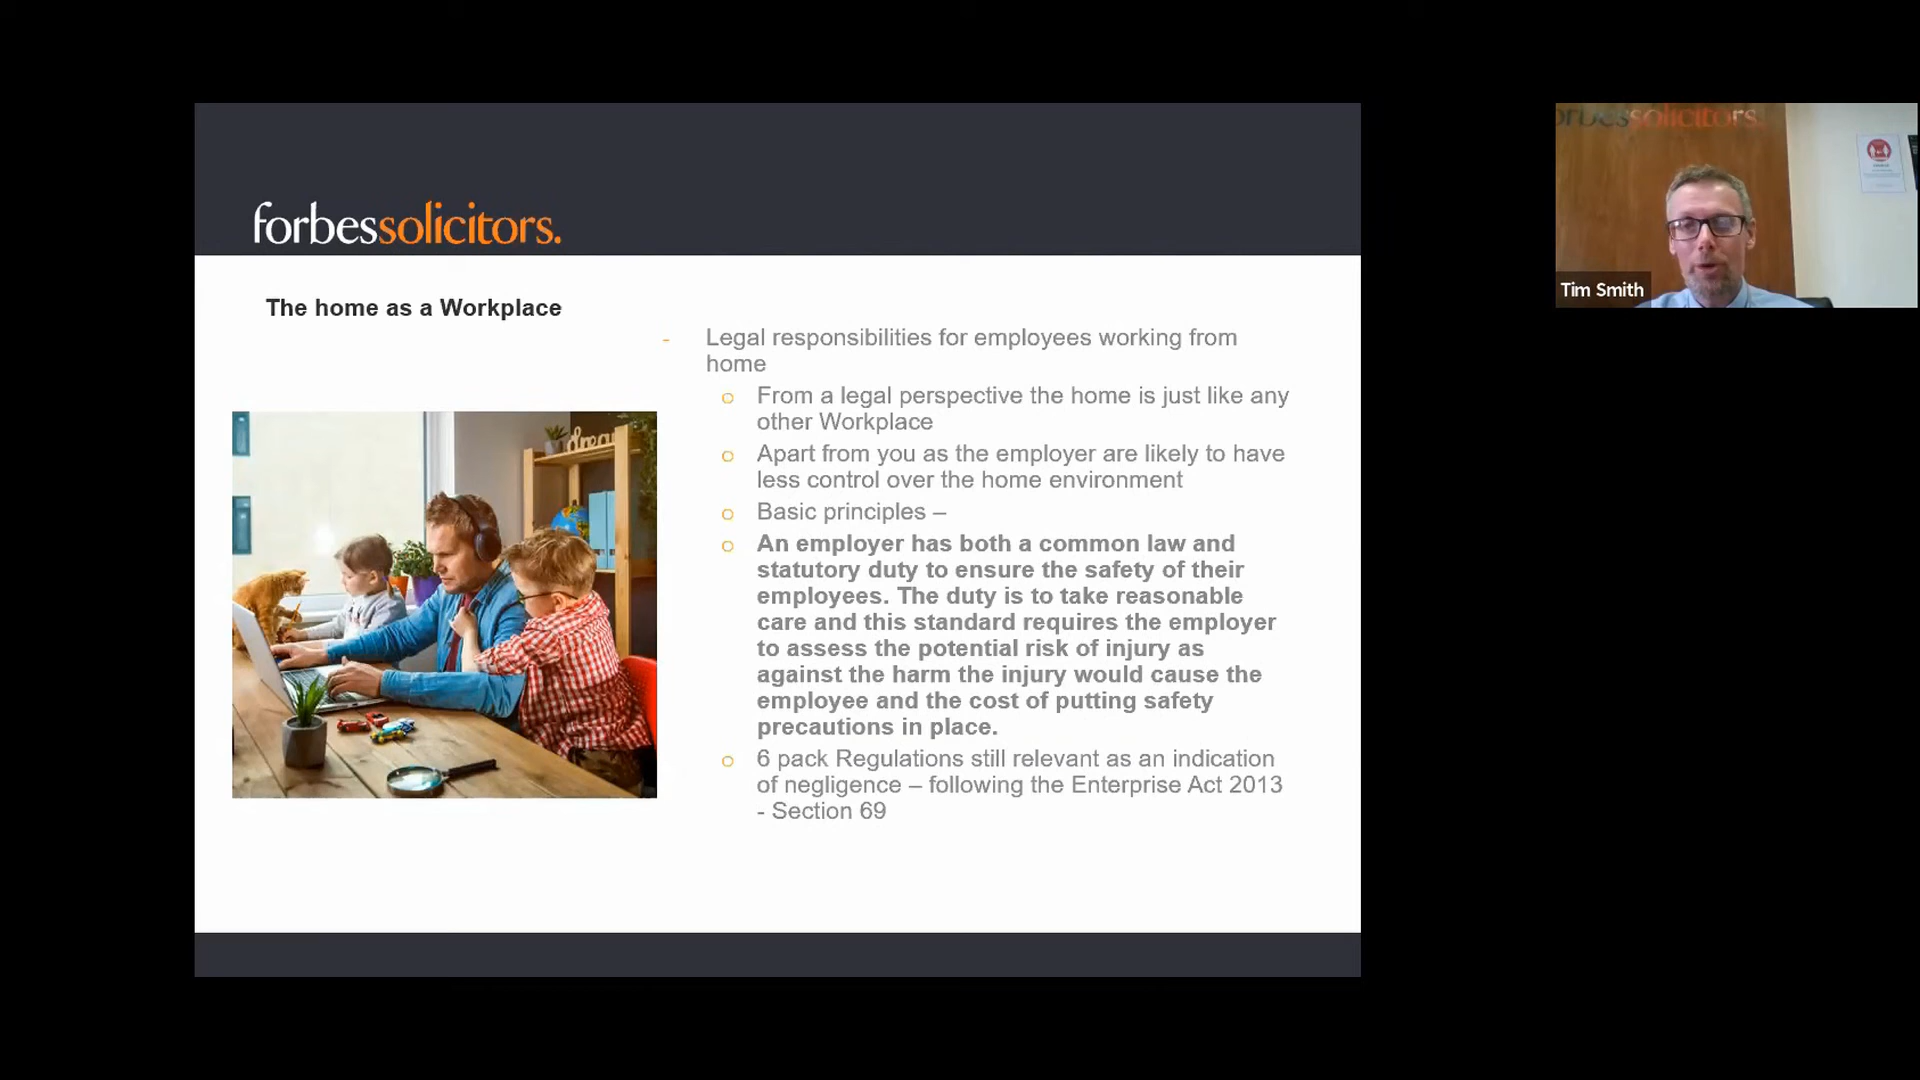 forbessolicitors.
The home as a Workplace
- Legal responsibilities for employees working from
home
o From a legal perspective the home is just like any
other Workplace
o Apart from you as the employer are likely to have
less control over the home environment
o Basic principles –
o An employer has both a common law and
statutory duty to ensure the safety of their
employees. The duty is to take reasonable
care and this standard requires the employer
to assess the potential risk of injury as
against the harm the injury would cause the
employee and the cost of putting safety
precautions in place.
o 6 pack Regulations still relevant as an indication
of negligence – following the Enterprise Act 2013
- Section 69
dream
orbessolicitors.
Tim Smith